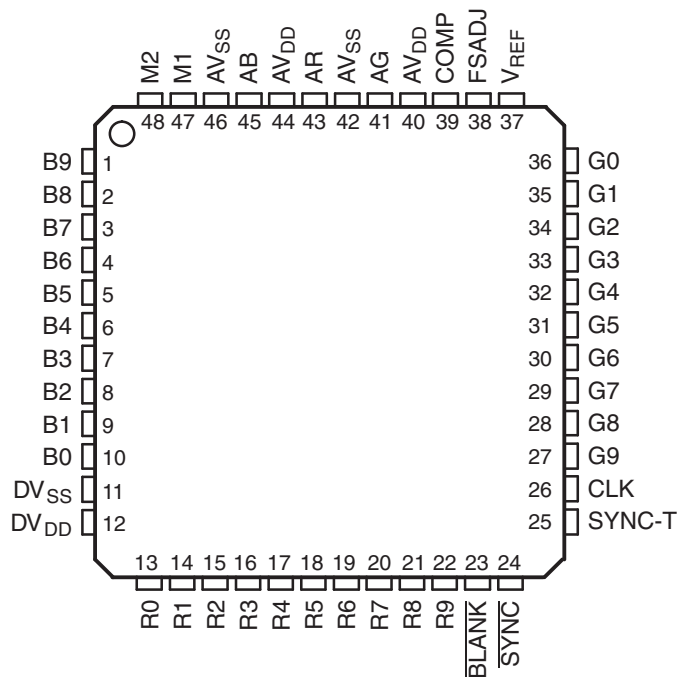 M2 M1 AVSS AB AVDD AR AVSS AG AVDD COMP FSADJ VREF
48 47 46 45 44 43 42 41 40 39 38 37
B9 1 36 G0
B8 2 35 G1
B7 3 34 G2
B6 4 33 G3
B5 5 32 G4
B4 6 31 G5
B3 7 30 G6
B2 8 29 G7
B1 9 28 G8
B0 10 27 G9
DVSS 11 26 CLK
DVDD 12 25 SYNC-T
13 14 15 16 17 18 19 20 21 22 23 24
R0 R1 R2 R3 R4 R5 R6 R7 R8 R9 BLANK SYNC